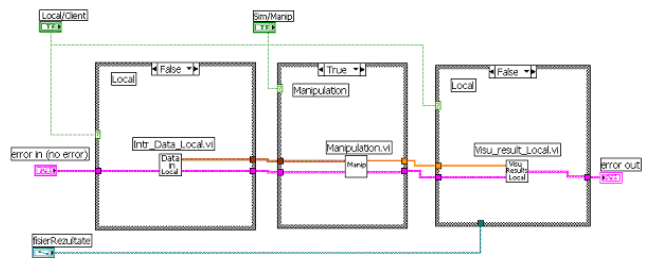 Local/Client
Sim/Manip
False
True
False
Local
Manipulation
Local
Intr_Data_Local.vi
Manipulation.vi
Visu_result_Local.vi
Data
in
Local
Manip
Visu
Results
Local
error in (no error)
error out
fisierRezultate